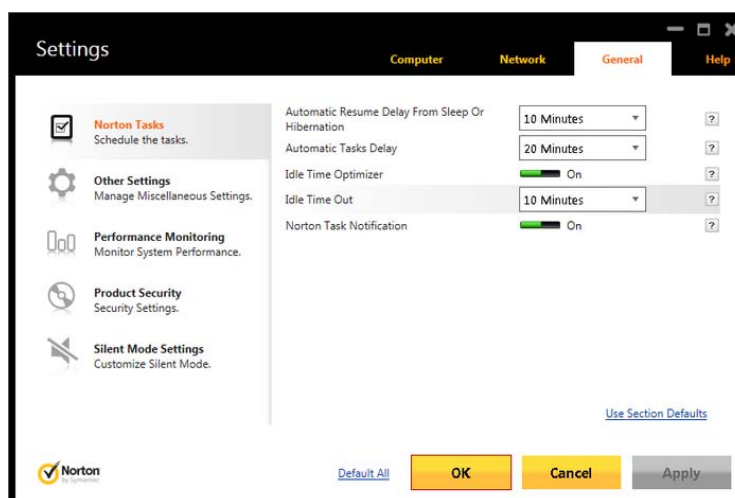 Settings
Computer
Network
General
Help
Norton Tasks
Schedule the tasks.
Other Settings
Manage Miscellaneous Settings.
Performance Monitoring
Monitor System Performance.
Product Security
Security Settings.
Silent Mode Settings
Customize Silent Mode.
Automatic Resume Delay From Sleep Or
Hibernation
10 Minutes
?
Automatic Tasks Delay
20 Minutes
?
Idle Time Optimizer
On
?
Idle Time Out
10 Minutes
?
Norton Task Notification
On
?
Use Section Defaults
Norton
by Symantec
Default All
OK
Cancel
Apply